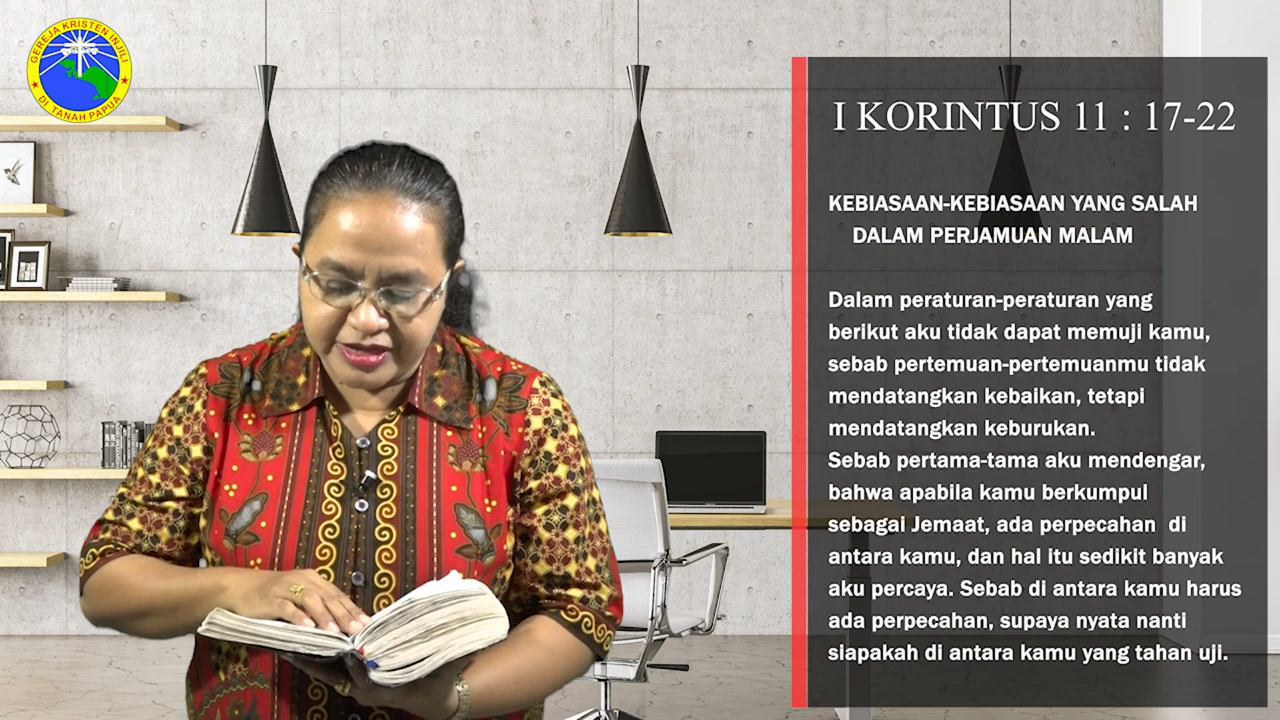 GEREJA KRISTEN INJILI
DI TANAH PAPUA
I KORINTUS 11 : 17-22
KEBIASAAN-KEBIASAAN YANG SALAH
DALAM PERJAMUAN MALAM
Dalam peraturan-peraturan yang
berikut aku tidak dapat memuji kamu,
sebab pertemuan-pertemuanmu tidak
mendatangkan kebaikan, tetapi
mendatangkan keburukan.
Sebab pertama-tama aku mendengar,
bahwa apabila kamu berkumpul
sebagai Jemaat, ada perpecahan  di
antara kamu, dan hal itu sedikit banyak
aku percaya. Sebab di antara kamu harus
ada perpecahan, supaya nyata nanti
siapakah di antara kamu yang tahan uji.